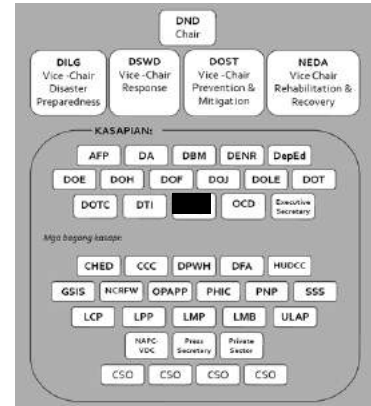 DND
Chair
DILG
Vice -Chair
Disaster
Preparedness
DSWD
Vice -Chair
Response
DOST
Vice -Chair
Prevention &
Mitigation
NEDA
Vice Chair
Rehabilitation &
Recovery
KASAPIAN:
AFP DA DBM DENR DepEd
DOE DOH DOF DOJ DOLE DOT
DOTC DTI OCD Executive
Secretary
Mga bagong kasapi:
CHED CCC DPWH DFA HUDCC
GSIS NCRFW OPAPP PHIC PNP SSS
LCP LPP LMP LMB ULAP
NAPC-
VDC
Press
Secretary
Private
Sector
CSO CSO CSO CSO